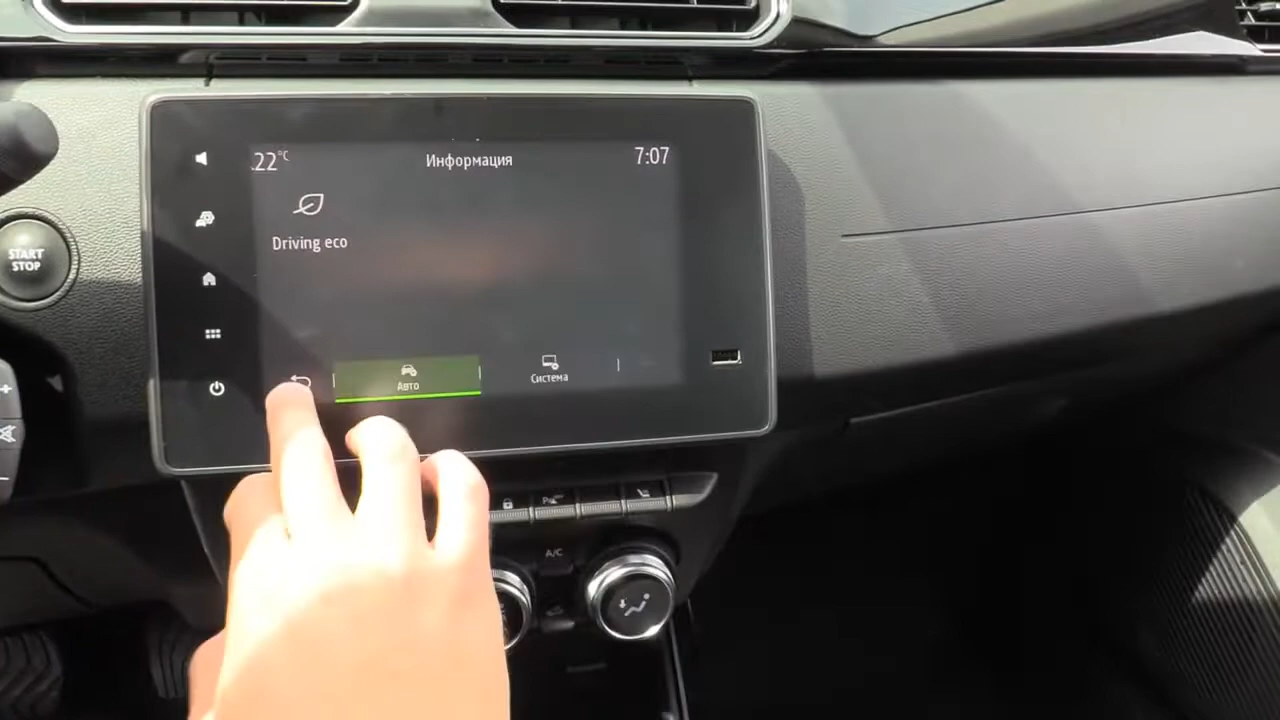 22°C
Информация
7:07
Driving eco
START
STOP
Авто
Система
A/C